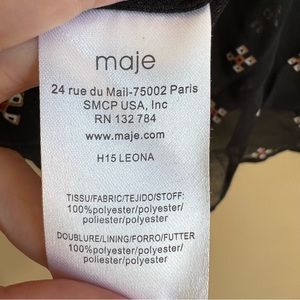 maje
24 rue du Mail-75002 Paris
SMCP USA, Inc
RN 132 784
www.maje.com
H15 LEONA
TISSU/FABRIC/TEJIDO/STOFF:
100%polyester/polyester/
poliester/polyester
DOUBLURE/LINING/FORRO/FUTTER
100%polyester/polyester/
poliester/polyester